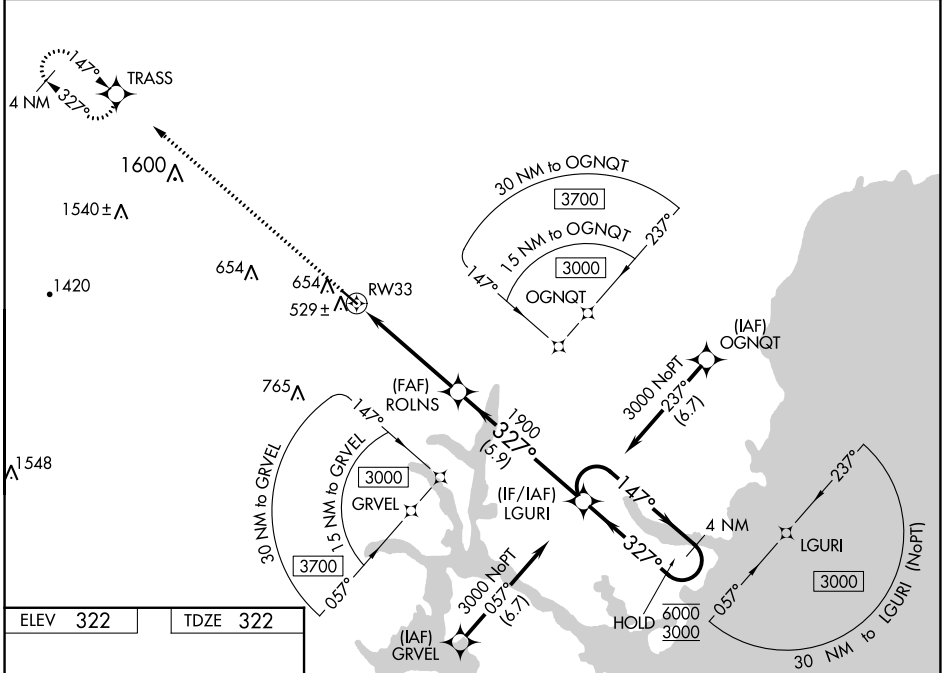 147°
TRASS
4 NM
327°
1600
1540 ±
30 NM to OGNQT
3700
15 NM to OGNQT
237°
3000
147°
OGNQT
654
1420
654
RW33
529 ±
(IAF)
OGNQT
3000 NoPT
237°
(6.7)
(FAF)
ROLNS
765
147°
1900
327°
(5.9)
1548
30 NM to GRVEL
15 NM to GRVEL
3000
GRVEL
3700
057°
(IF/IAF)
LGURI
147°
4 NM
327°
237°
LGURI
3000
057°
30 NM to LGURI (NoPT)
3000 NoPT
057°
(6.7)
HOLD
6000
3000
(IAF)
GRVEL
ELEV 322
TDZE 322